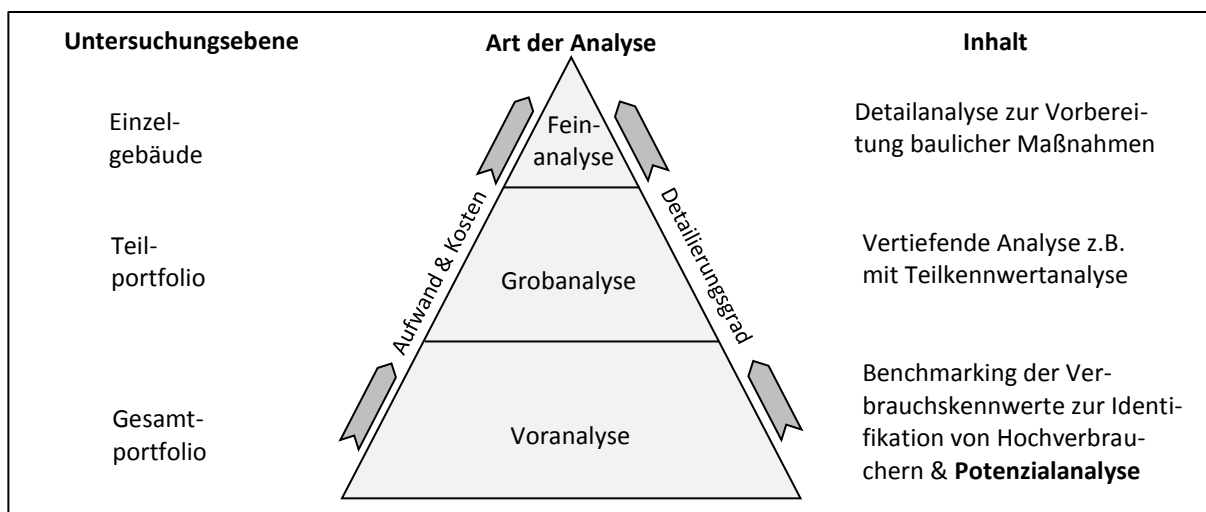 Untersuchungsebene
Art der Analyse
Inhalt
Einzel-
gebäude
Fein-
analyse
Detailanalyse zur Vorberei-
tung baulicher Maßnahmen
Aufwand & Kosten
Detailierungsgrad
Teil-
portfolio
Grobanalyse
Vertiefende Analyse z.B.
mit Teilkennwertanalyse
Gesamt-
portfolio
Voranalyse
Benchmarking der Ver-
brauchskennwerte zur Identi-
fikation von Hochverbrau-
chern & Potenzialanalyse